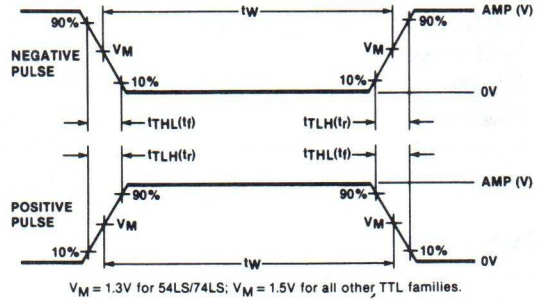 tW
AMP (V)
90%
90%
NEGATIVE
PULSE
VM
VM
10%
10%
0V
tTHL(tf)
tTLH(tr)
tTLH(tr)
tTHL(tf)
AMP (V)
90%
90%
POSITIVE
PULSE
VM
VM
10%
10%
tW
0V
VM = 1.3V for 54LS/74LS; VM = 1.5V for all other TTL families.